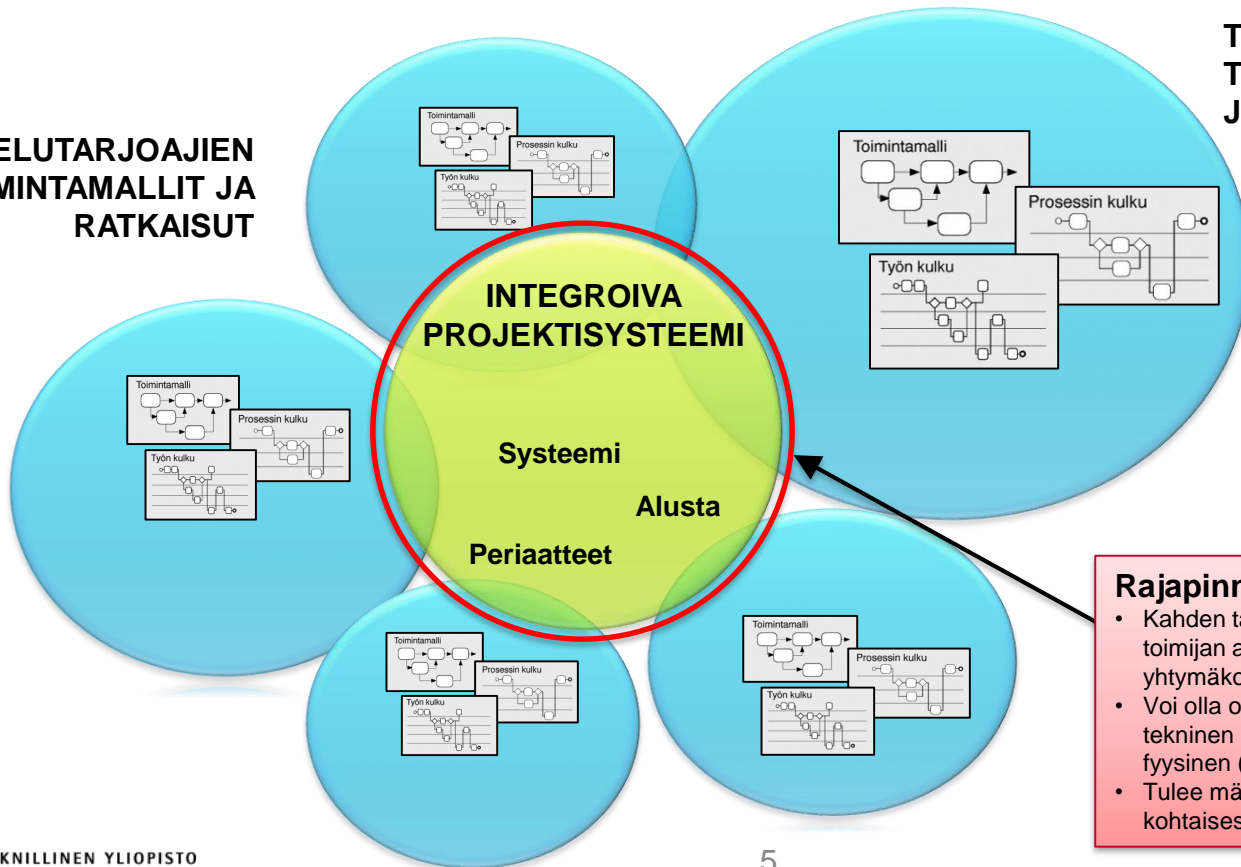 T
T
J
ELUTARJOAJIEN
MINTAMALLIT JA
RATKAISUT
Toimintamalli
Prosessin kulku
Työn kulku
Toimintamalli
Prosessin kulku
Työn kulku
INTEGROIVA
PROJEKTISYSTEEMI
Systeemi
Alusta
Periaatteet
Toimintamalli
Prosessin kulku
Työn kulku
Toimintamalli
Prosessin kulku
Työn kulku
Toimintamalli
Prosessin kulku
Työn kulku
Rajapinn
• Kahden ta
toimijan a
yhtymäko
• Voi olla o
tekninen
fyysinen (
• Tulee mä
kohtaises
KNILLINEN YLIOPISTO
5